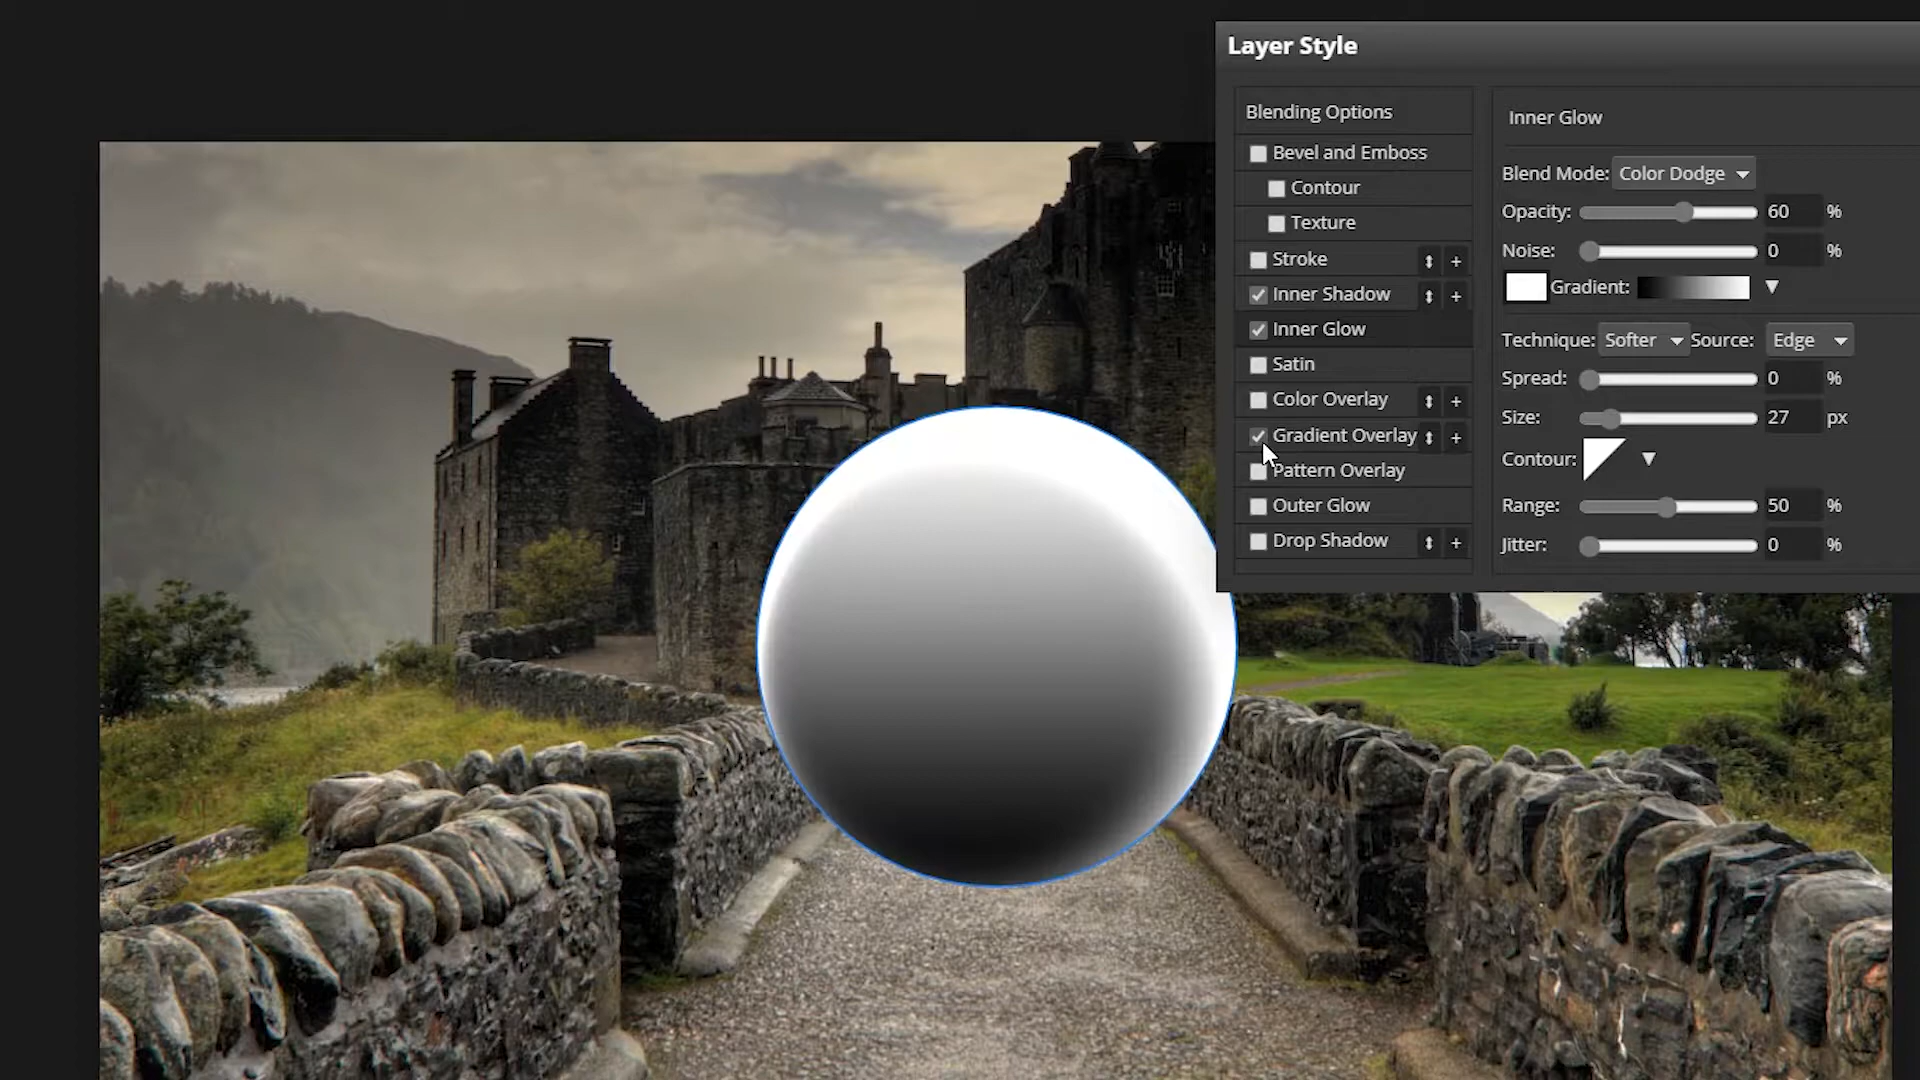 Layer Style
Blending Options
Bevel and Emboss
Contour
Texture
Stroke
Inner Shadow
Inner Glow
Satin
Color Overlay
Gradient Overlay
Pattern Overlay
Outer Glow
Drop Shadow
Inner Glow
Blend Mode: Color Dodge
Opacity: 60 %
Noise: 0 %
Gradient:
Technique: Softer Source: Edge
Spread: 0 %
Size: 27 px
Contour:
Range: 50 %
Jitter: 0 %